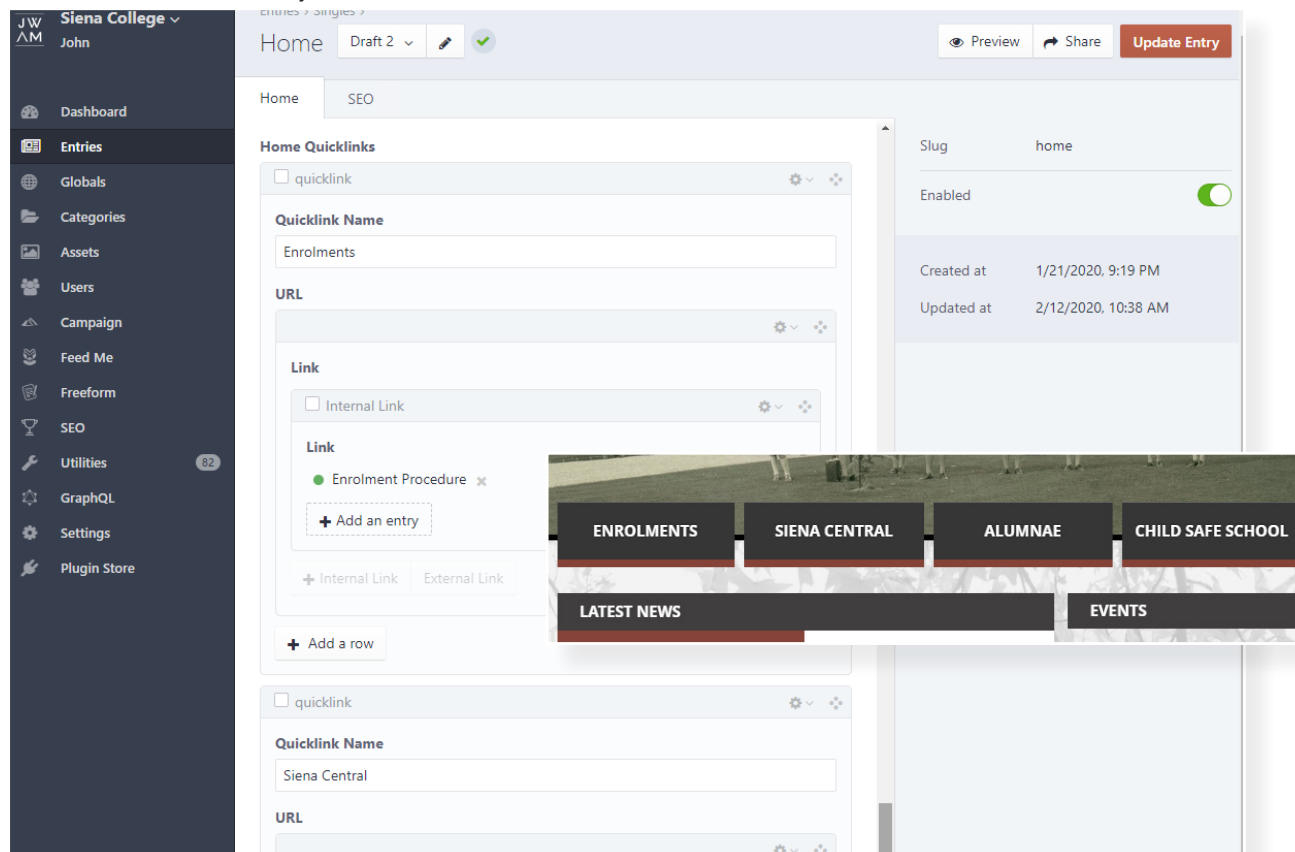 JW
AM
Siena College
John
Dashboard
Entries
Globals
Categories
Assets
Users
Campaign
Feed Me
Freeform
SEO
Utilities 82
GraphQL
Settings
Plugin Store
Entries › Singles ›
Home Draft 2
Preview Share Update Entry
Home SEO
Home Quicklinks
quicklink
Quicklink Name
Enrolments
URL
Link
Internal Link
Link
Enrolment Procedure
+ Add an entry
+ Internal Link External Link
+ Add a row
quicklink
Quicklink Name
Siena Central
URL
Slug home
Enabled
Created at 1/21/2020, 9:19 PM
Updated at 2/12/2020, 10:38 AM
ENROLMENTS SIENA CENTRAL ALUMNAE CHILD SAFE SCHOOL
LATEST NEWS EVENTS